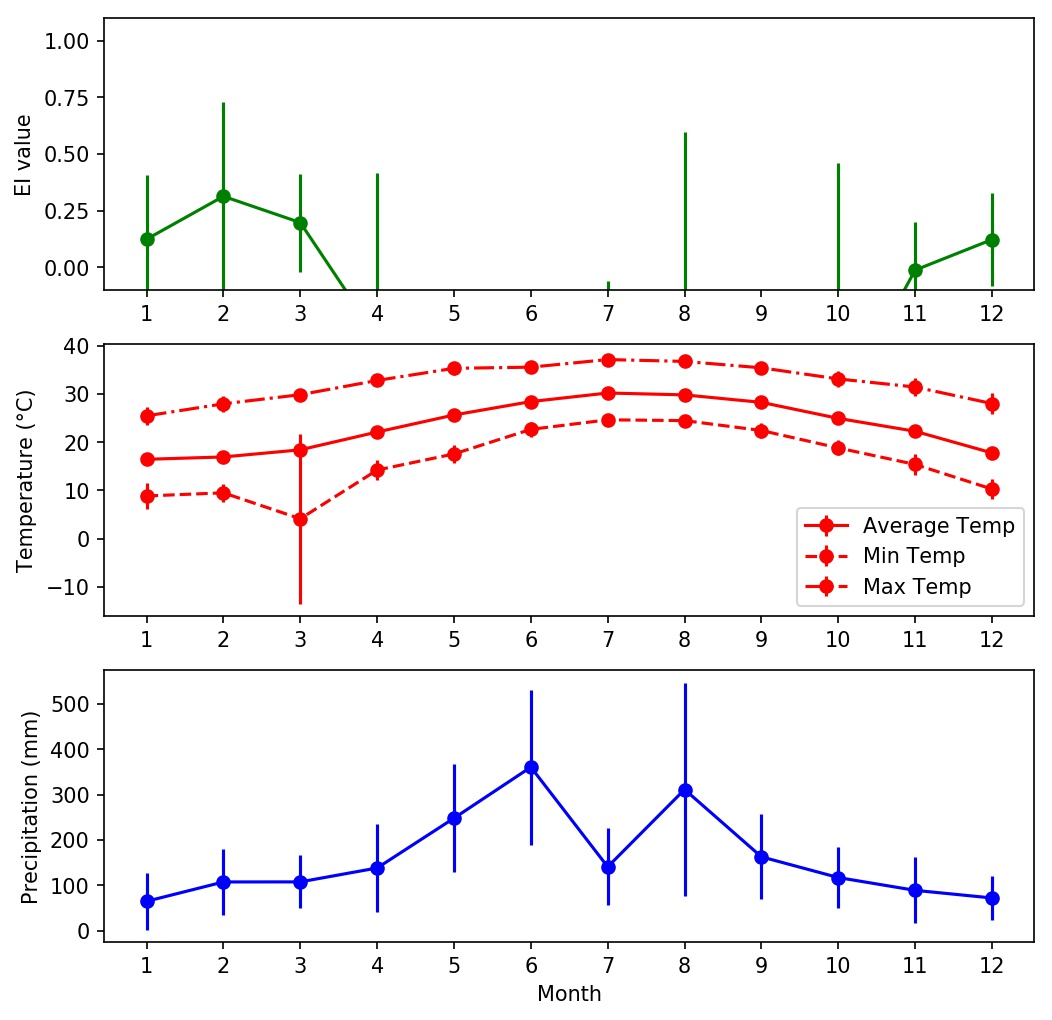 1.00
0.75
0.50
0.25
0.00
EI value
1 2 3 4 5 6 7 8 9 10 11 12
40
30
20
10
0
−10
Temperature (°C)
Average Temp
Min Temp
Max Temp
1 2 3 4 5 6 7 8 9 10 11 12
500
400
300
200
100
0
Precipitation (mm)
1 2 3 4 5 6 7 8 9 10 11 12
Month